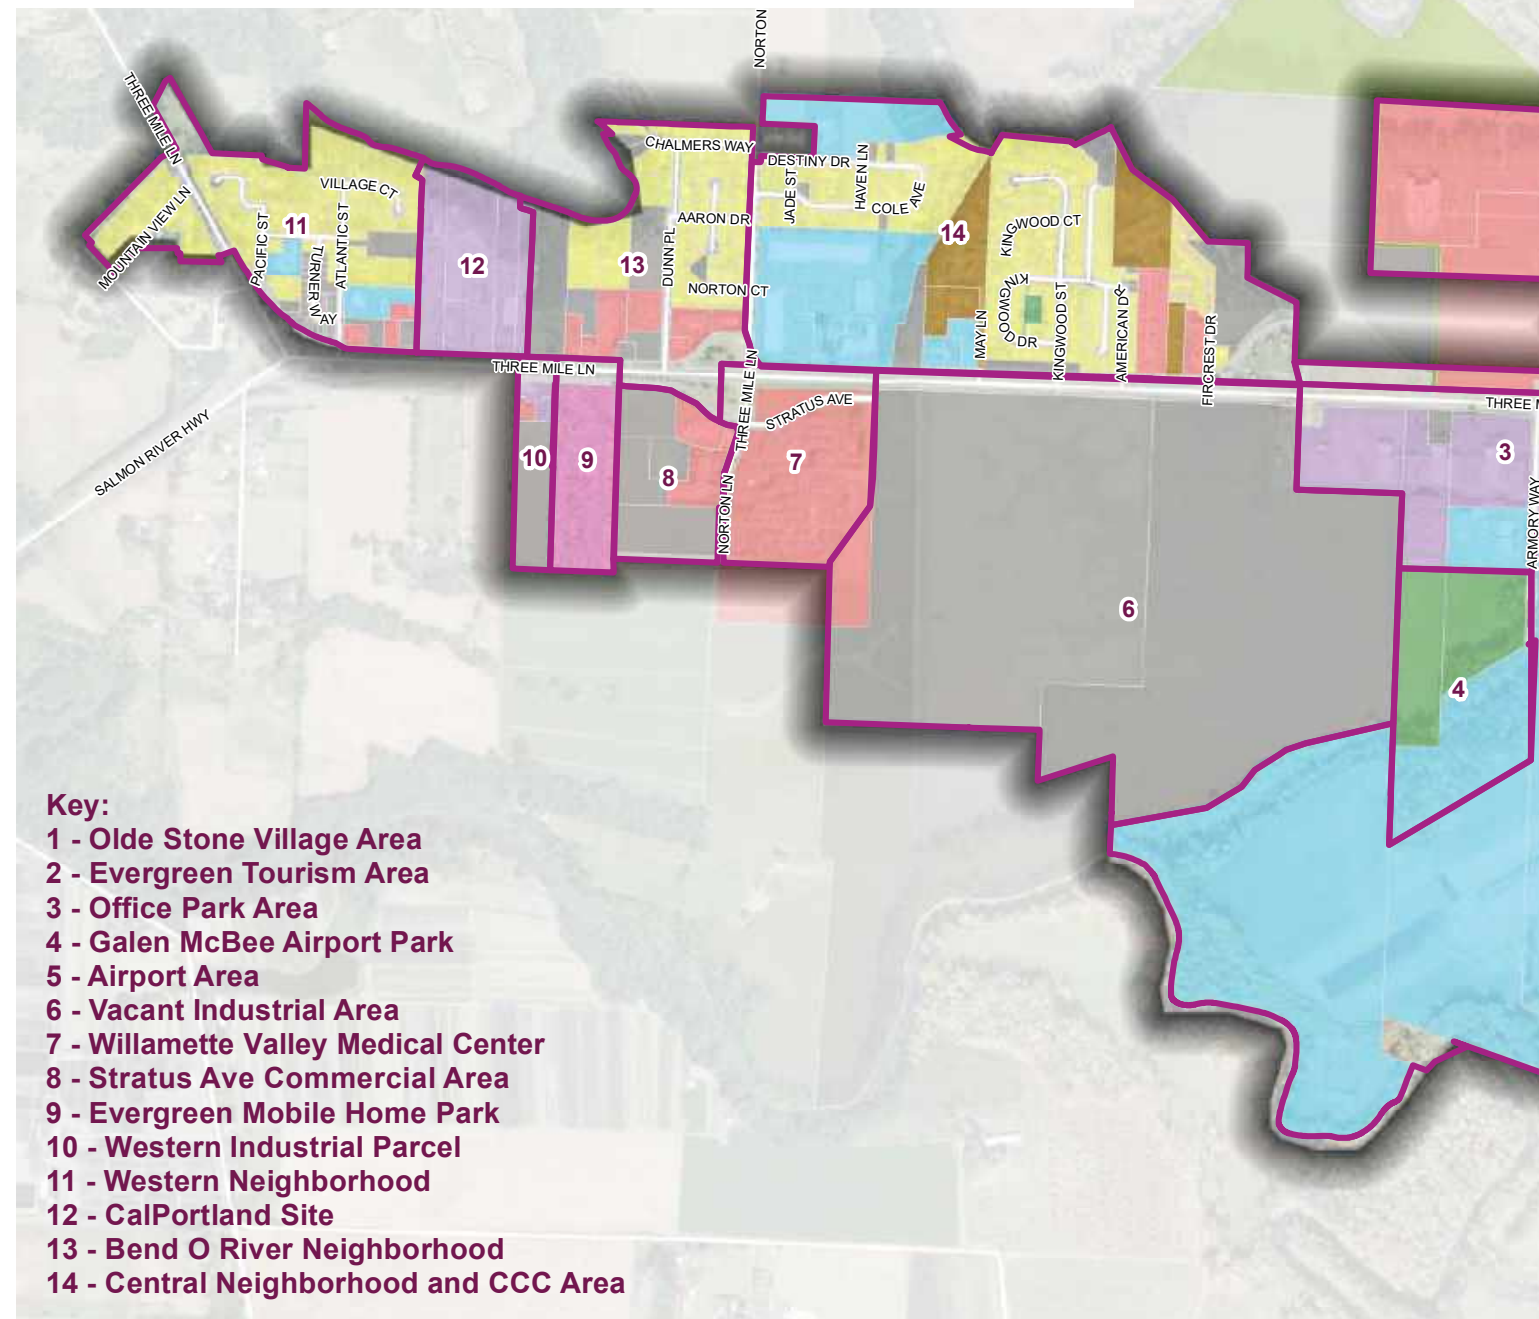 NORTON
THREE MILE LN
CHALMERS WAY
DESTINY DR
HAVEN LN
VILLAGE CT
JADE ST
COLE AVE
MOUNTAIN VIEW LN
PACIFIC ST
11
ATLANTIC ST
AARON DR
14
KINGWOOD CT
TURNER WAY
12
13
DUNN PL
NORTON CT
KINGWOOD DR
KINGWOOD ST
AMERICAN DR
MAY LN
FIRCREST DR
THREE MILE LN
THREE MILE LN
THREE M
STRATUS AVE
SALMON RIVER HWY
10
9
8
7
3
NORTON LN
ARMORY WAY
6
4
Key:
1 - Olde Stone Village Area
2 - Evergreen Tourism Area
3 - Office Park Area
4 - Galen McBee Airport Park
5 - Airport Area
6 - Vacant Industrial Area
7 - Willamette Valley Medical Center
8 - Stratus Ave Commercial Area
9 - Evergreen Mobile Home Park
10 - Western Industrial Parcel
11 - Western Neighborhood
12 - CalPortland Site
13 - Bend O River Neighborhood
14 - Central Neighborhood and CCC Area